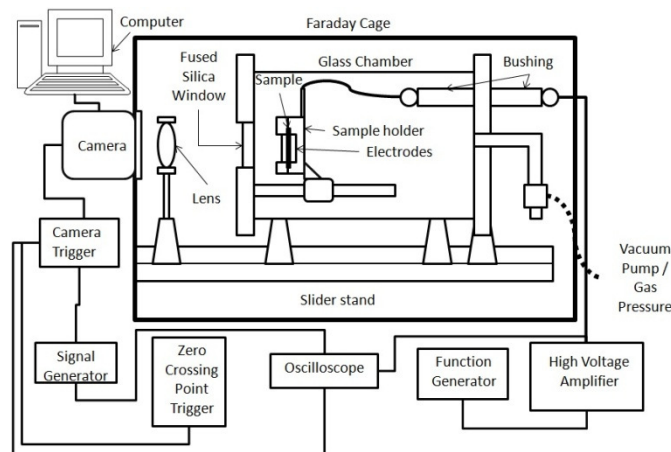 Computer
Faraday Cage
Fused
Silica
Window
Glass Chamber
Sample
Bushing
Camera
Sample holder
Electrodes
Lens
Camera
Trigger
Vacuum
Pump /
Gas
Pressure
Slider stand
Signal
Generator
Zero
Crossing
Point
Trigger
Oscilloscope
Function
Generator
High Voltage
Amplifier